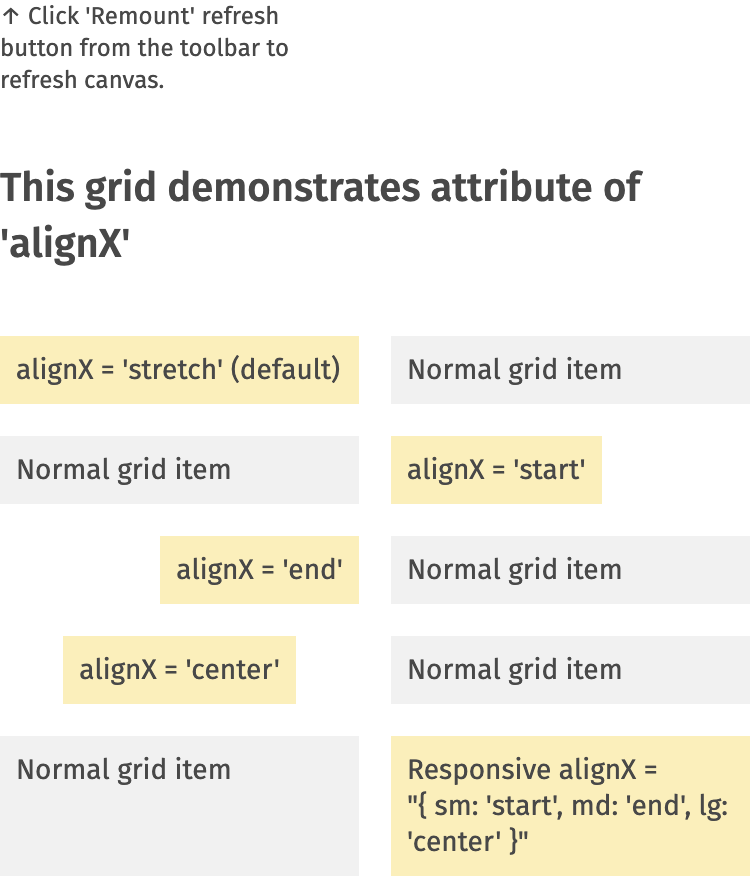 ↑ Click 'Remount' refresh
button from the toolbar to
refresh canvas.
This grid demonstrates attribute of
'alignX'
alignX = 'stretch' (default)
Normal grid item
Normal grid item
alignX = 'start'
alignX = 'end'
Normal grid item
alignX = 'center'
Normal grid item
Normal grid item
Responsive alignX =
"{ sm: 'start', md: 'end', lg:
'center' }"